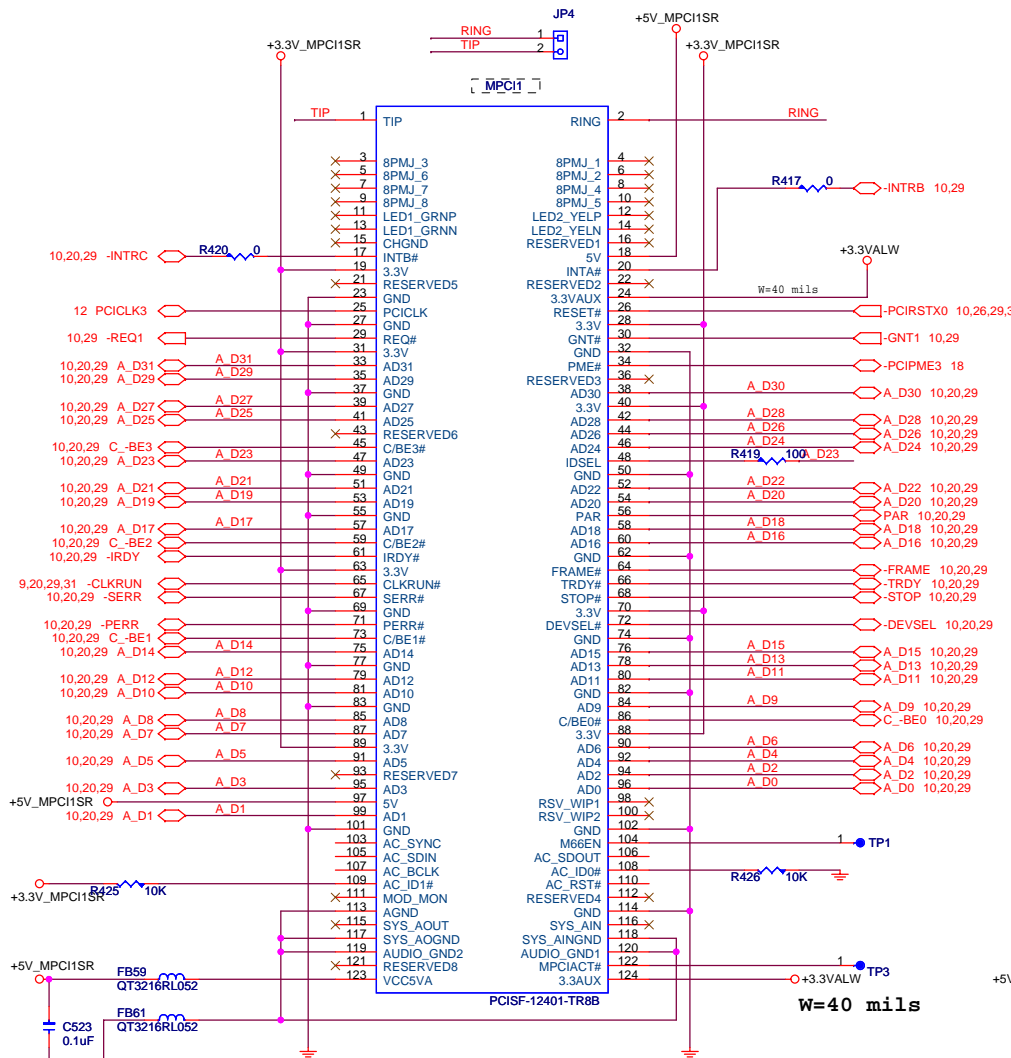 JP4
RING 1
TIP 2
+5V_MPCI1SR
+3.3V_MPCI1SR
+3.3V_MPCI1SR
MPCI1
TIP 1 TIP RING 2 RING
3 8PMJ_3 8PMJ_1 4
5 8PMJ_6 8PMJ_2 6
7 8PMJ_7 8PMJ_4 8
9 8PMJ_8 8PMJ_5 10
11 LED1_GRNP LED2_YELP 12
13 LED1_GRNN LED2_YELN 14
15 CHGND RESERVED1 16
R417 0 -INTRB 10,29
10,20,29 -INTRC R420 0 17 INTB# 5V 18
19 3.3V INTA# 20
+3.3VALW
21 RESERVED5 RESERVED2 22
23 GND 3.3VAUX 24 W=40 mils
12 PCICLK3 25 PCICLK RESET# 26 -PCIRSTX0 10,26,29,3
27 GND 3.3V 28
10,29 -REQ1 29 REQ# GNT# 30 -GNT1 10,29
31 3.3V GND 32
10,20,29 A_D31 A_D31 33 AD31 PME# 34 -PCIPME3 18
10,20,29 A_D29 A_D29 35 AD29 RESERVED3 36
37 GND AD30 38 A_D30 A_D30 10,20,29
10,20,29 A_D27 A_D27 39 AD27 3.3V 40
10,20,29 A_D25 A_D25 41 AD25 AD28 42 A_D28 A_D28 10,20,29
43 RESERVED6 AD26 44 A_D26 A_D26 10,20,29
10,20,29 C_-BE3 45 C/BE3# AD24 46 A_D24 A_D24 10,20,29
10,20,29 A_D23 A_D23 47 AD23 IDSEL 48 R419 100 A_D23
49 GND GND 50
10,20,29 A_D21 A_D21 51 AD21 AD22 52 A_D22 A_D22 10,20,29
10,20,29 A_D19 A_D19 53 AD19 AD20 54 A_D20 A_D20 10,20,29
55 GND PAR 56 PAR 10,20,29
10,20,29 A_D17 A_D17 57 AD17 AD18 58 A_D18 A_D18 10,20,29
10,20,29 C_-BE2 59 C/BE2# AD16 60 A_D16 A_D16 10,20,29
10,20,29 -IRDY 61 IRDY# GND 62
63 3.3V FRAME# 64 -FRAME 10,20,29
9,20,29,31 -CLKRUN 65 CLKRUN# TRDY# 66 -TRDY 10,20,29
10,20,29 -SERR 67 SERR# STOP# 68 -STOP 10,20,29
69 GND 3.3V 70
10,20,29 -PERR 71 PERR# DEVSEL# 72 -DEVSEL 10,20,29
10,20,29 C_-BE1 73 C/BE1# GND 74
10,20,29 A_D14 A_D14 75 AD14 AD15 76 A_D15 A_D15 10,20,29
77 GND AD13 78 A_D13 A_D13 10,20,29
10,20,29 A_D12 A_D12 79 AD12 AD11 80 A_D11 A_D11 10,20,29
10,20,29 A_D10 A_D10 81 AD10 GND 82
83 GND AD9 84 A_D9 A_D9 10,20,29
10,20,29 A_D8 A_D8 85 AD8 C/BE0# 86 C_-BE0 10,20,29
10,20,29 A_D7 A_D7 87 AD7 3.3V 88
89 3.3V AD6 90 A_D6 A_D6 10,20,29
10,20,29 A_D5 A_D5 91 AD5 AD4 92 A_D4 A_D4 10,20,29
93 RESERVED7 AD2 94 A_D2 A_D2 10,20,29
10,20,29 A_D3 A_D3 95 AD3 AD0 96 A_D0 A_D0 10,20,29
+5V_MPCI1SR 97 5V RSV_WIP1 98
10,20,29 A_D1 A_D1 99 AD1 RSV_WIP2 100
101 GND GND 102
103 AC_SYNC M66EN 104 1 TP1
105 AC_SDIN AC_SDOUT 106
107 AC_BCLK AC_ID0# 108 R426 10K
+3.3V_MPCI1SR R425 10K 109 AC_ID1# AC_RST# 110
111 MOD_MON RESERVED4 112
113 AGND GND 114
115 SYS_AOUT SYS_AIN 116
117 SYS_AOGND SYS_AINGND 118
119 AUDIO_GND2 AUDIO_GND1 120
121 RESERVED8 MPCIACT# 122 1 TP3
+5V_MPCI1SR FB59 QT3216RL052 123 VCC5VA 3.3AUX 124 +3.3VALW +5V
PCISF-12401-TR8B
W=40 mils
FB61
QT3216RL052
C523
0.1uF